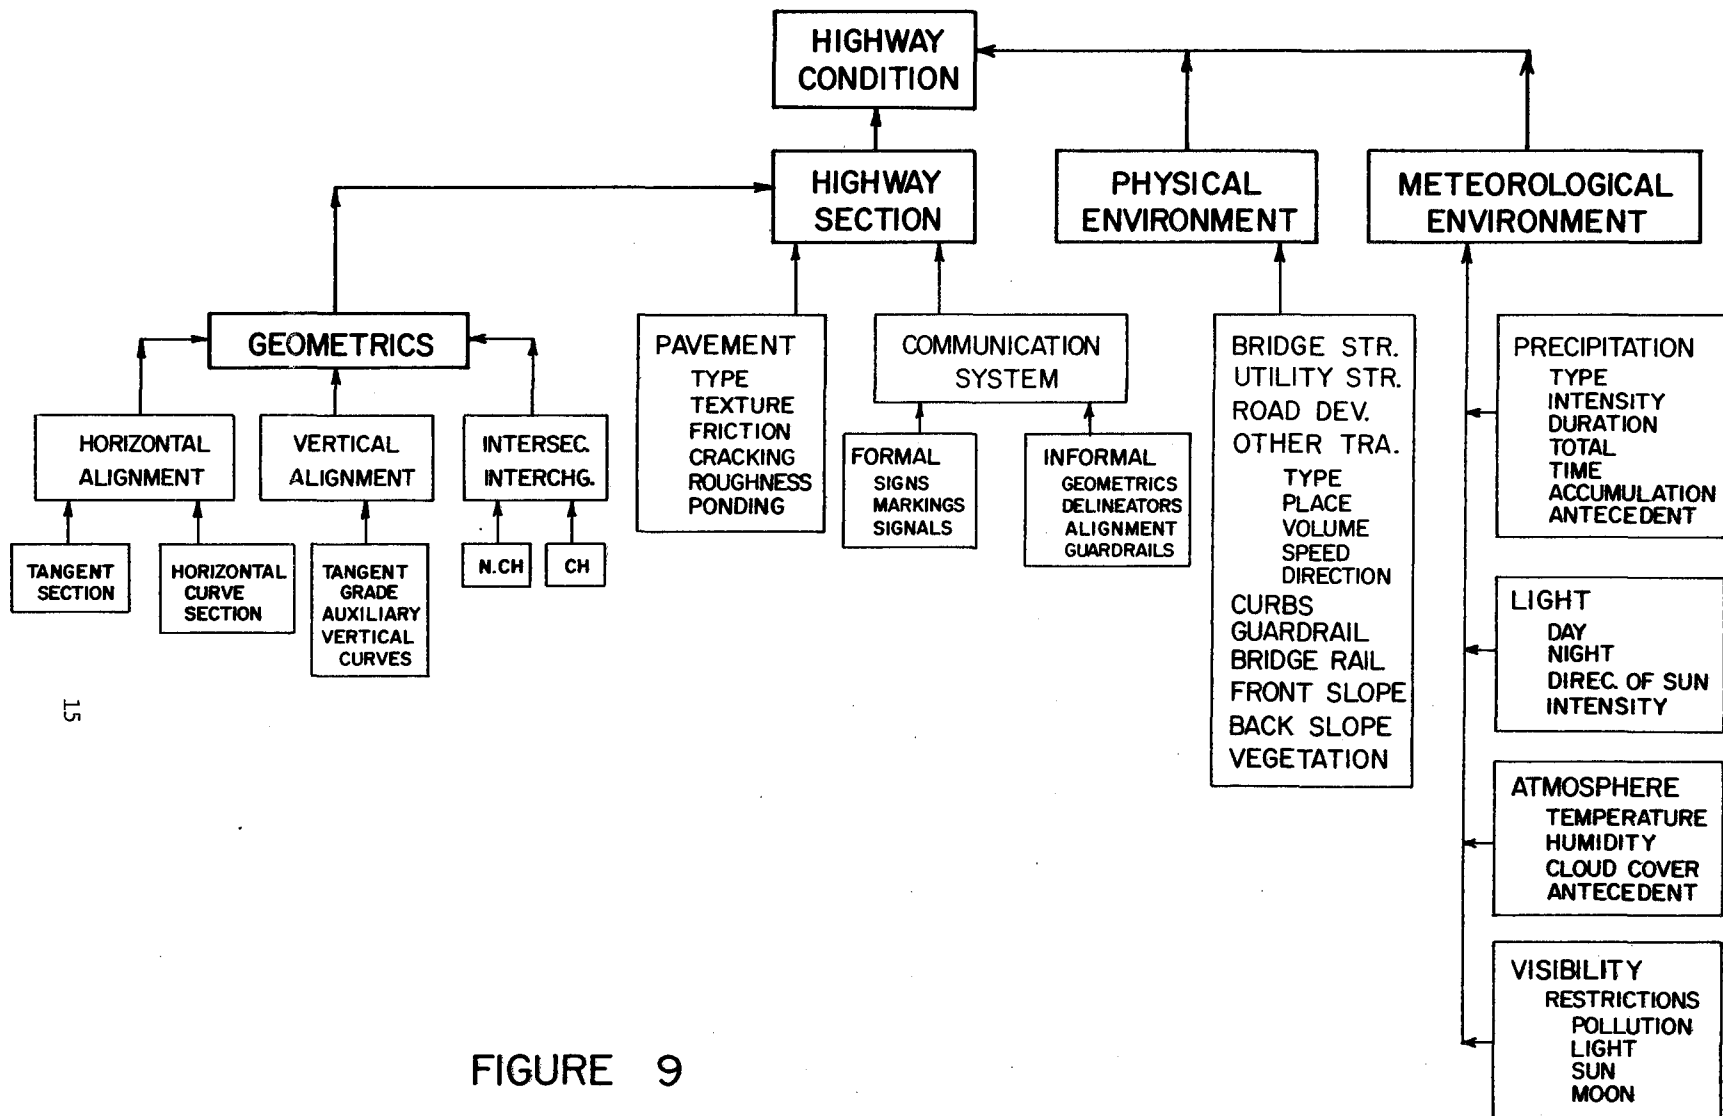 HIGHWAY
CONDITION
HIGHWAY
SECTION
PHYSICAL
ENVIRONMENT
METEOROLOGICAL
ENVIRONMENT
GEOMETRICS
HORIZONTAL
ALIGNMENT
VERTICAL
ALIGNMENT
INTERSEC.
INTERCHG.
TANGENT
SECTION
HORIZONTAL
CURVE
SECTION
TANGENT
GRADE
AUXILIARY
VERTICAL
CURVES
N.CH
CH
PAVEMENT
TYPE
TEXTURE
FRICTION
CRACKING
ROUGHNESS
PONDING
COMMUNICATION
SYSTEM
FORMAL
SIGNS
MARKINGS
SIGNALS
INFORMAL
GEOMETRICS
DELINEATORS
ALIGNMENT
GUARDRAILS
BRIDGE STR.
UTILITY STR.
ROAD DEV.
OTHER TRA.
TYPE
PLACE
VOLUME
SPEED
DIRECTION
CURBS
GUARDRAIL
BRIDGE RAIL
FRONT SLOPE
BACK SLOPE
VEGETATION
PRECIPITATION
TYPE
INTENSITY
DURATION
TOTAL
TIME
ACCUMULATION
ANTECEDENT
LIGHT
DAY
NIGHT
DIREC. OF SUN
INTENSITY
ATMOSPHERE
TEMPERATURE
HUMIDITY
CLOUD COVER
ANTECEDENT
VISIBILITY
RESTRICTIONS
POLLUTION
LIGHT
SUN
MOON
15
FIGURE 9